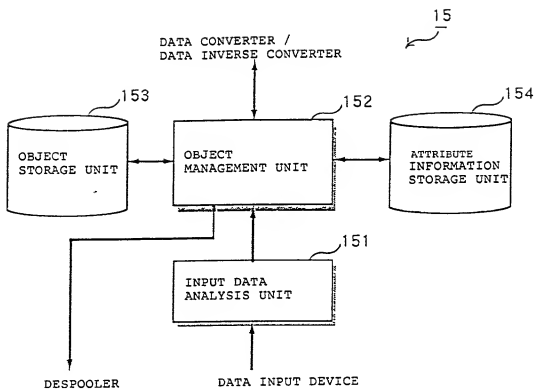 15
DATA CONVERTER /
DATA INVERSE CONVERTER
153
152
154
OBJECT
STORAGE UNIT
OBJECT
MANAGEMENT UNIT
ATTRIBUTE
INFORMATION
STORAGE UNIT
151
INPUT DATA
ANALYSIS UNIT
DESPOOLER
DATA INPUT DEVICE